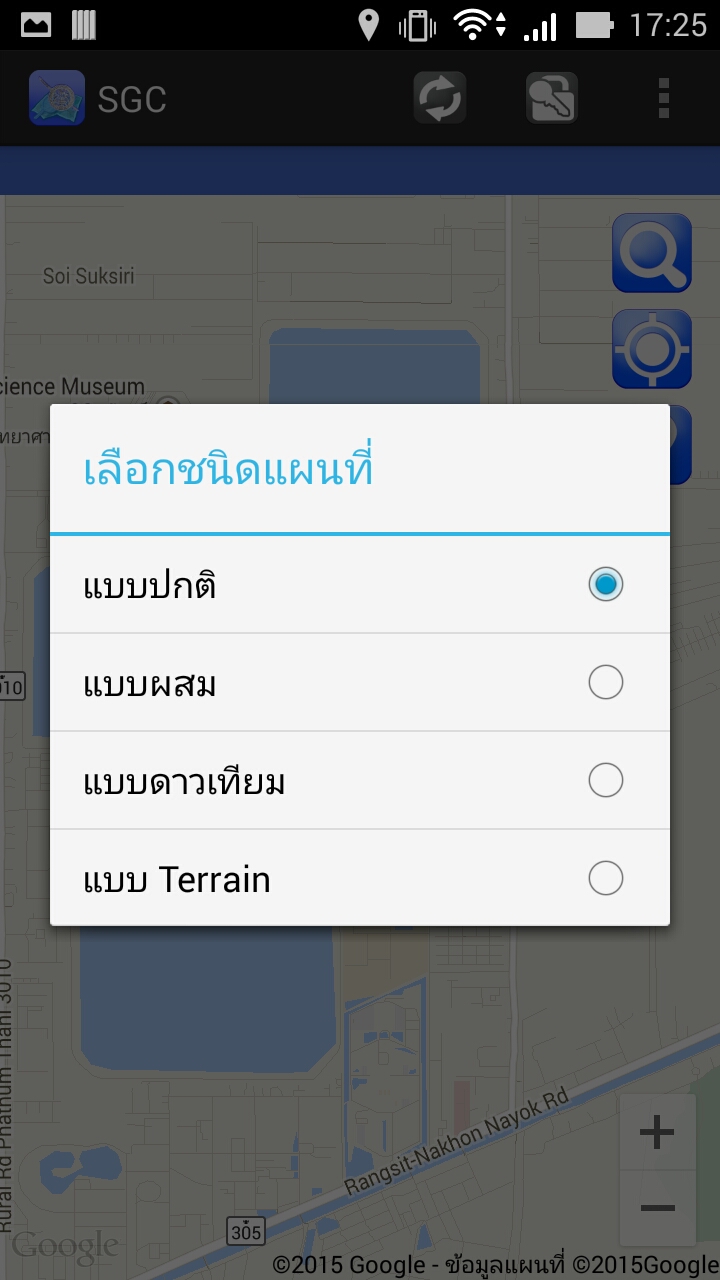 17:25
SGC
Soi Suksiri
cience Museum
ทยาศา
เลือกชนิดแผนที่
แบบปกติ
แบบผสม
แบบดาวเทียม
แบบ Terrain
Rural Rd Phathum Thani 3010
Rangsit-Nakhon Nayok Rd
305
Google
©2015 Google - ข้อมูลแผนที่ ©2015Google